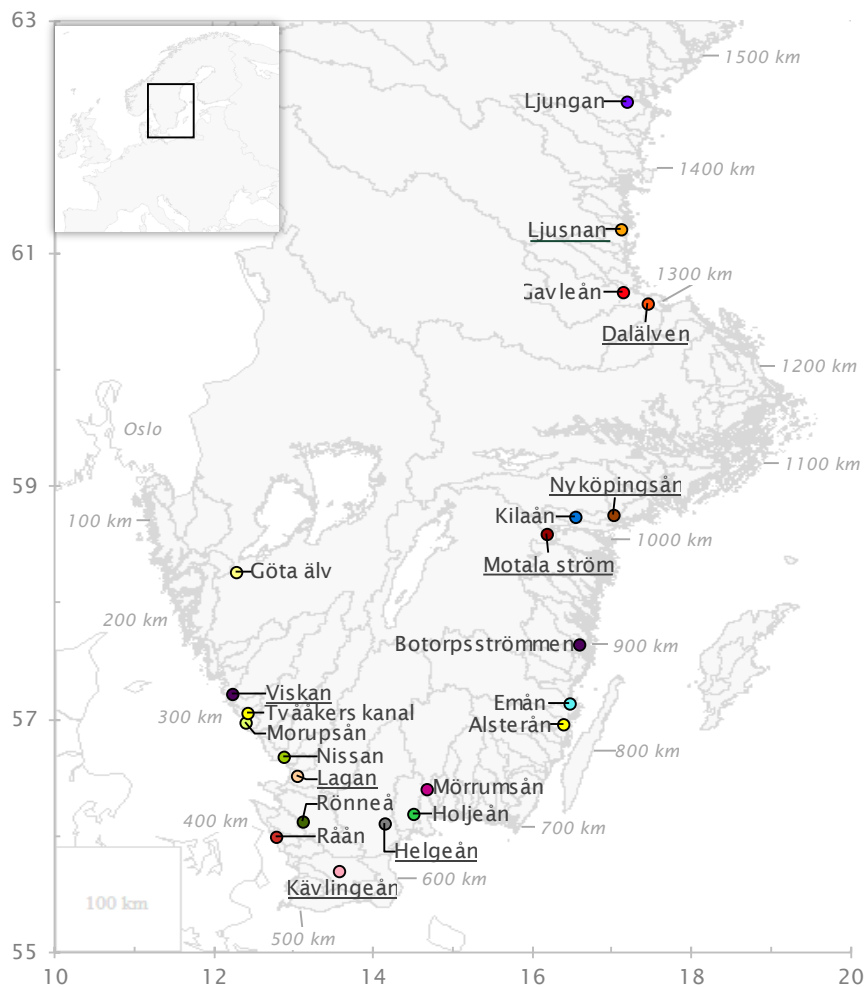 63
1500 km
Ljungan
1400 km
Ljusnan
61
1300 km
Gavleån
Dalälven
1200 km
Oslo
1100 km
59
Nyköpingsån
100 km
Kilaån
1000 km
Motala ström
Göta älv
200 km
Botorpsströmmen
900 km
Viskan
Emån
300 km
Tvååkers kanal
57
Alsterån
Morupsån
800 km
Nissan
Lagan
Mörrumsån
Rönneå
Holjeån
400 km
700 km
Råån
Helgeån
600 km
Kävlingeån
100 km
500 km
55
10 12 14 16 18 20